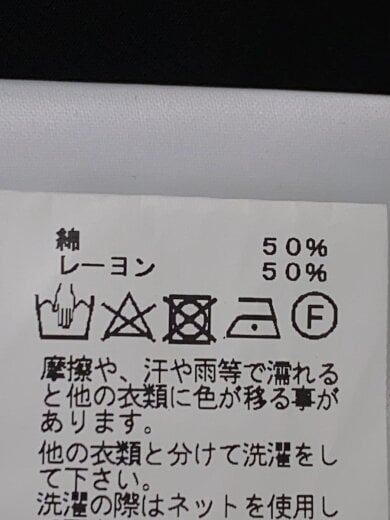 綿 50%
レーヨン 50%
F
摩擦や、汗や雨等で濡れる
と他の衣類に色が移る事が
あります。
他の衣類と分けて洗濯をし
て下さい。
洗濯の際はネットを使用し